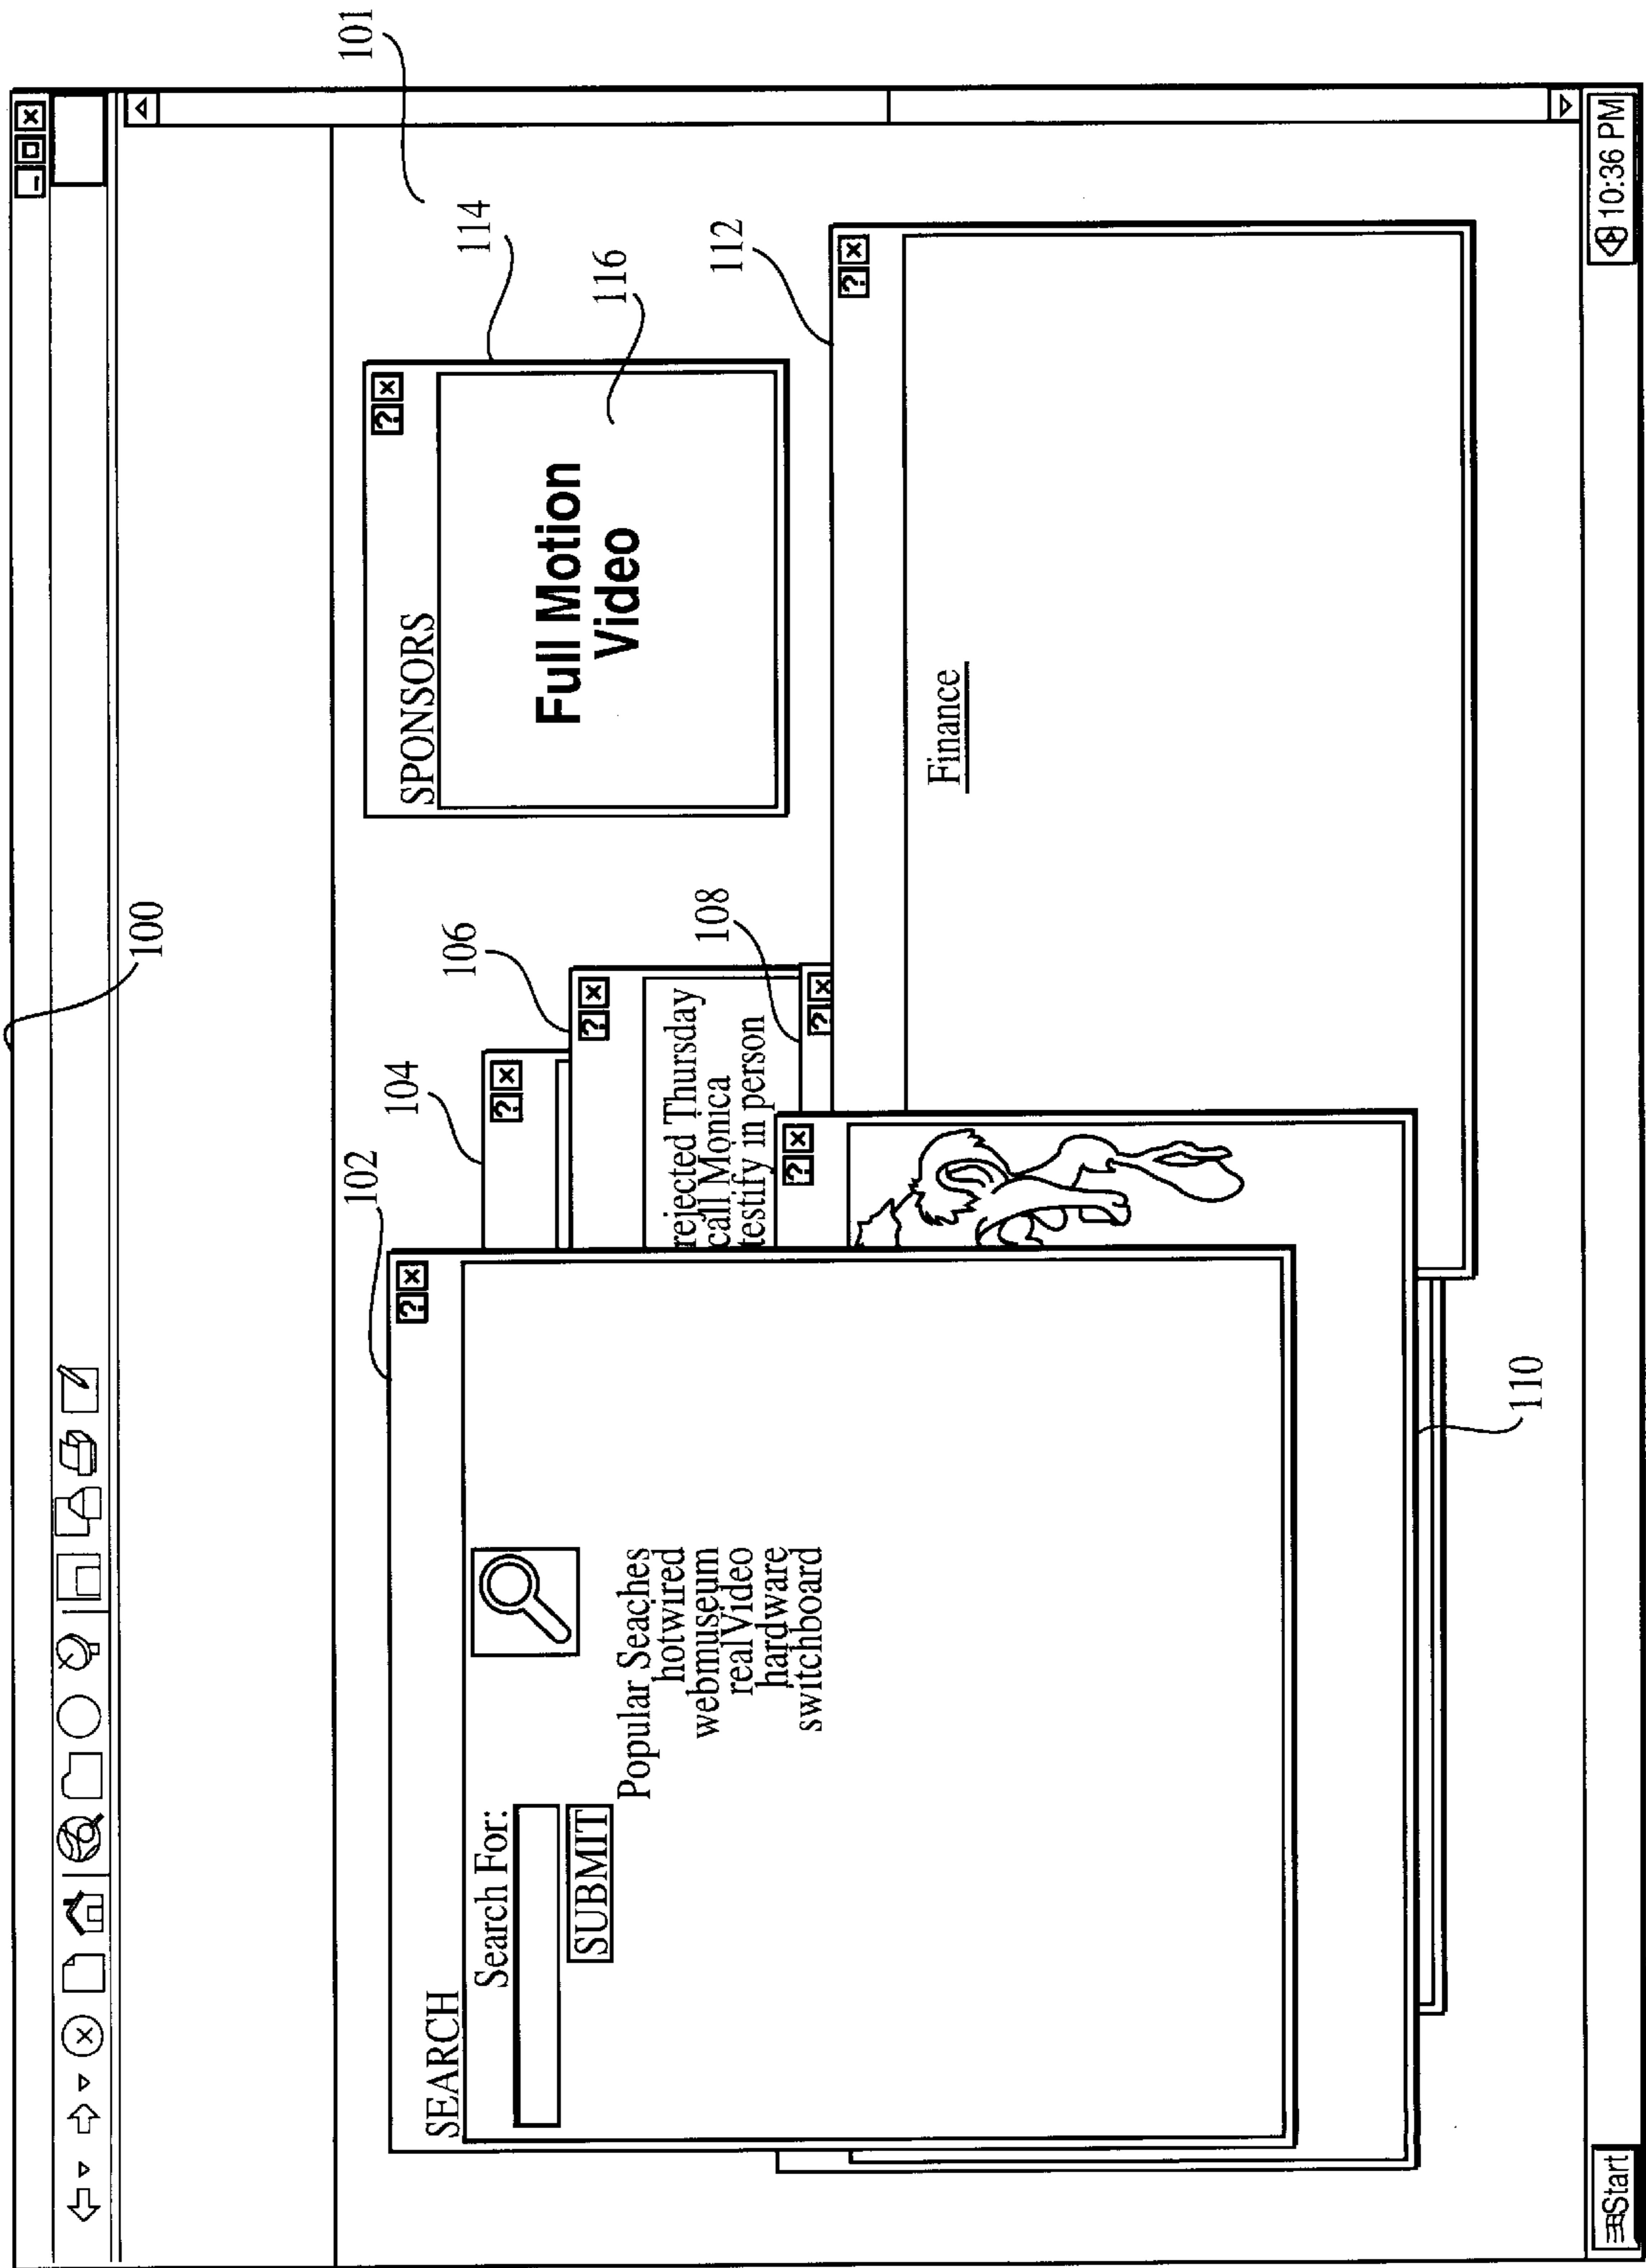 100
101
102
SEARCH
Search For:
SUBMIT
Popular Seaches
hotwired
webmuseum
realVideo
hardware
switchboard
104
106
rejected Thursday
call Monica
testify in person
108
114
SPONSORS
116
Full Motion
Video
112
Finance
110
Start
10:36 PM